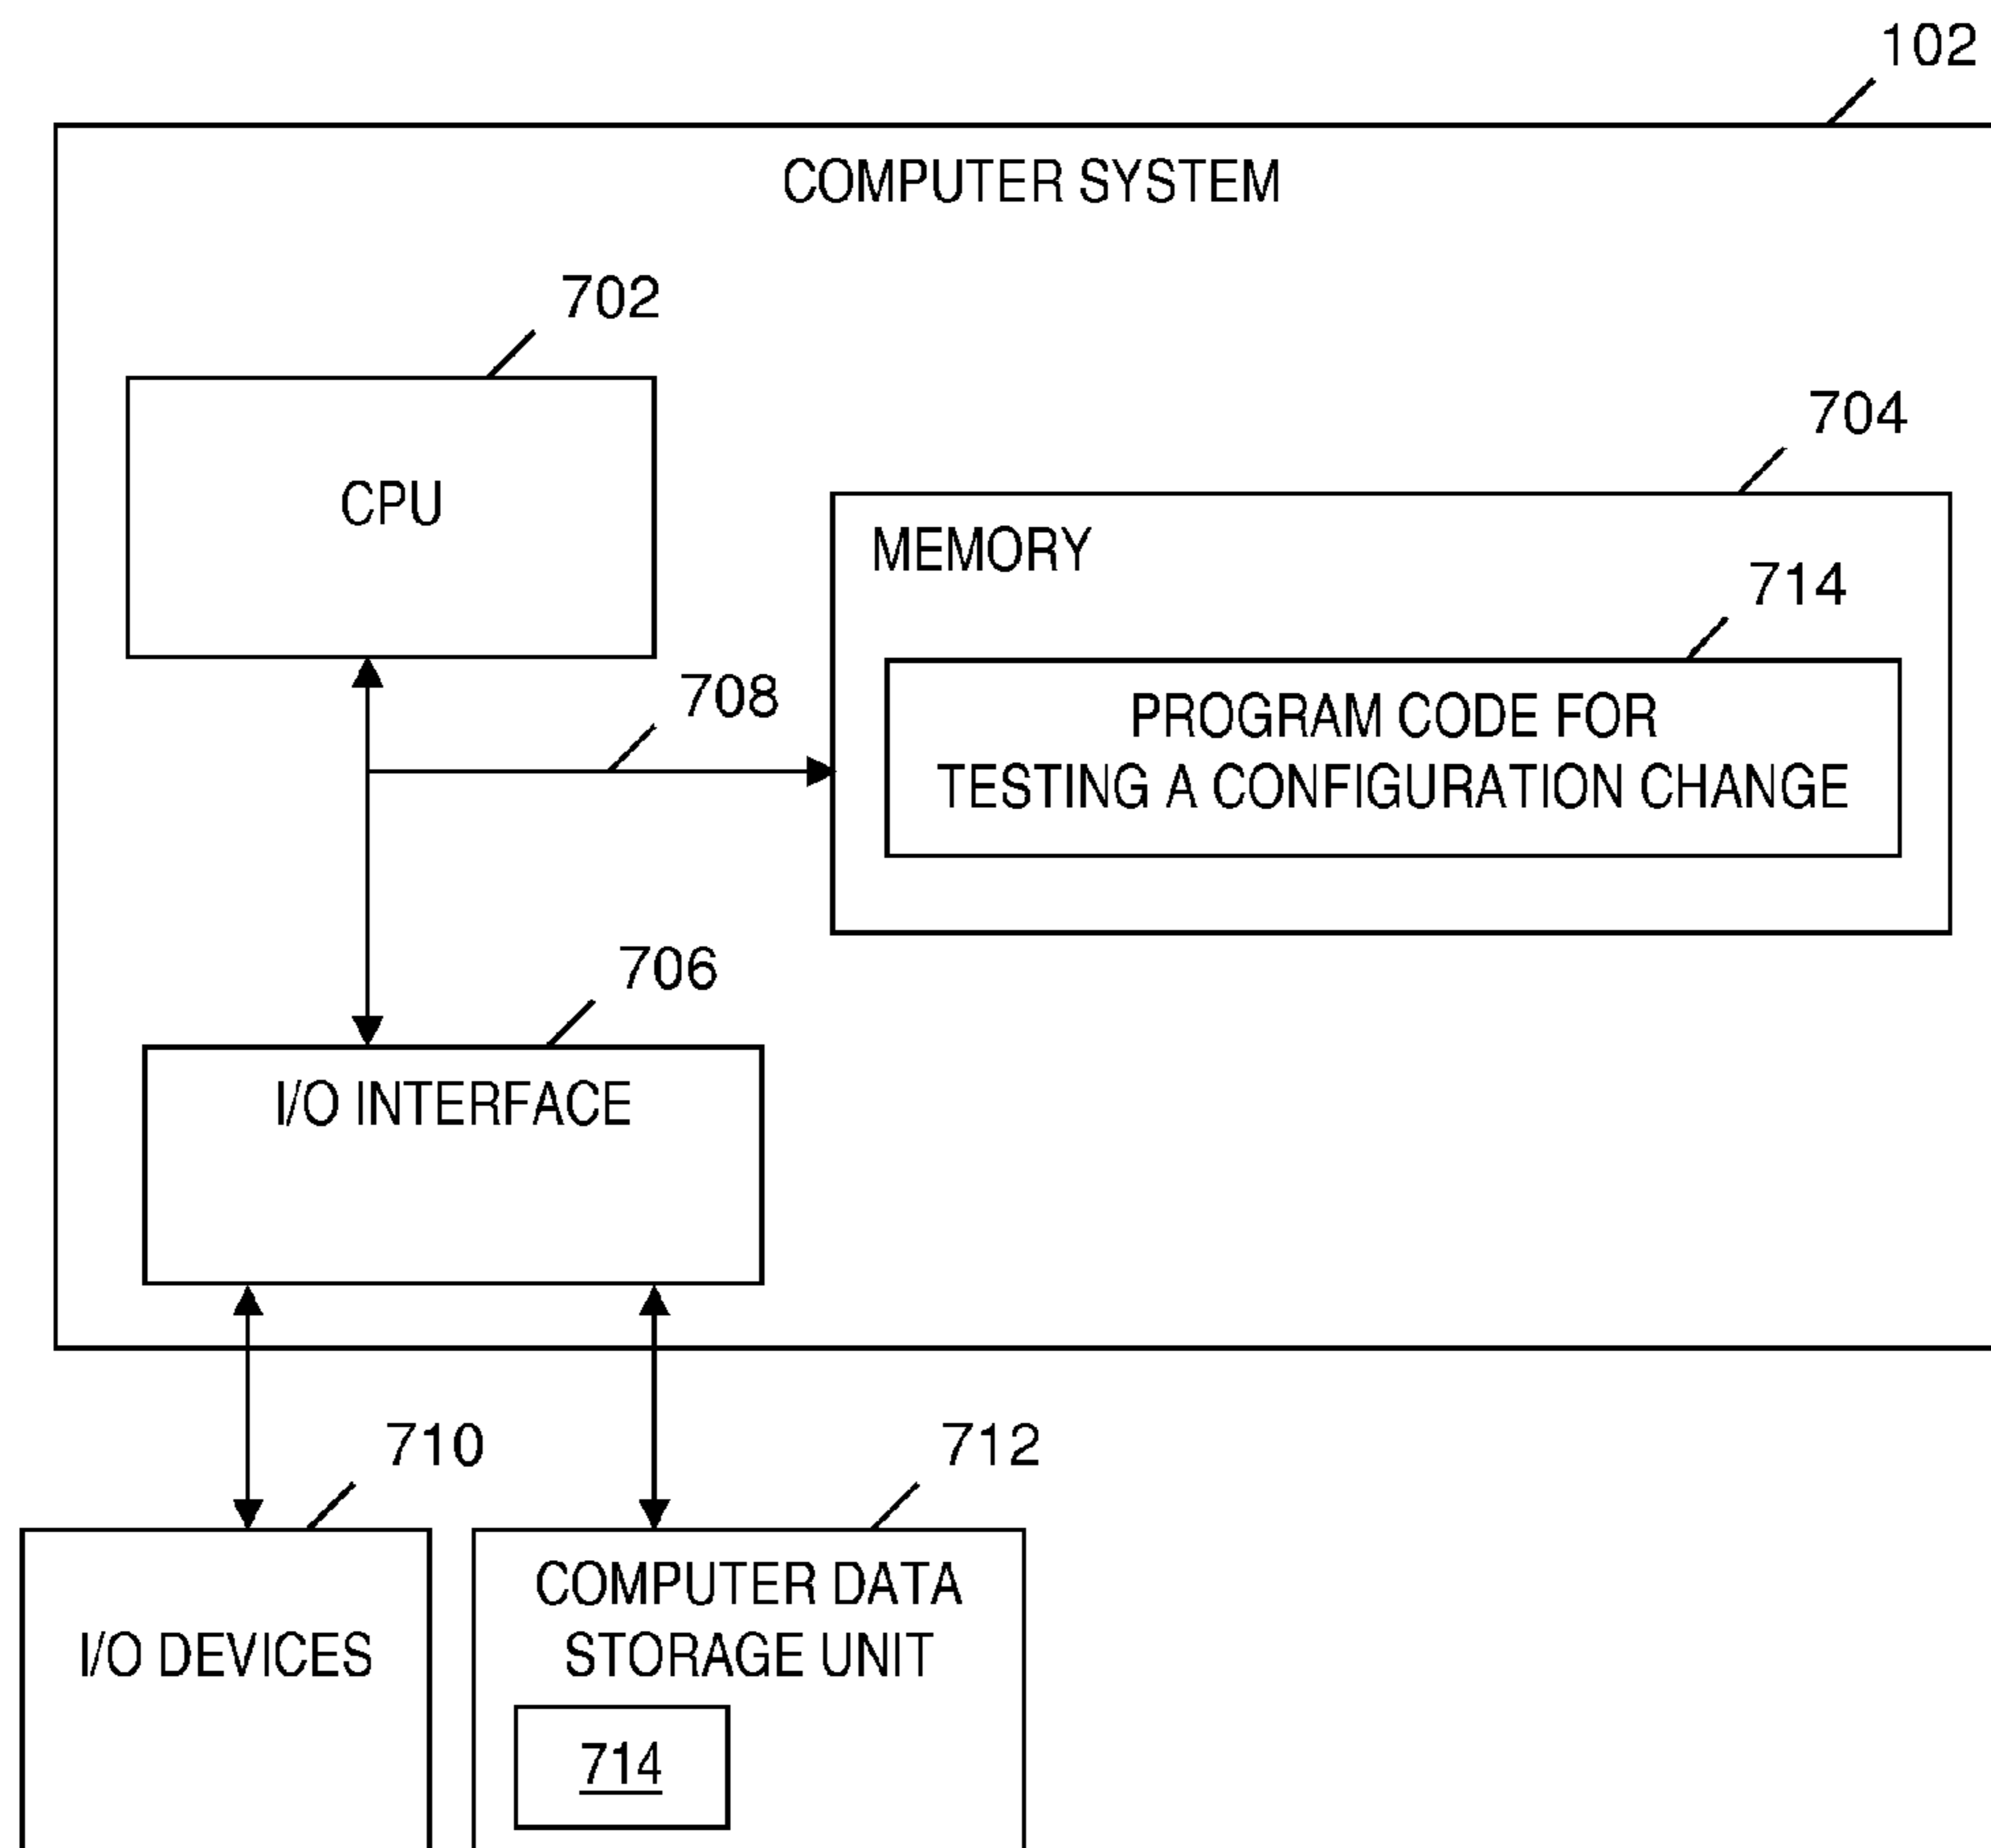 102
COMPUTER SYSTEM
702
CPU
704
MEMORY
714
PROGRAM CODE FOR
TESTING A CONFIGURATION CHANGE
708
706
I/O INTERFACE
710
712
I/O DEVICES
COMPUTER DATA
STORAGE UNIT
714